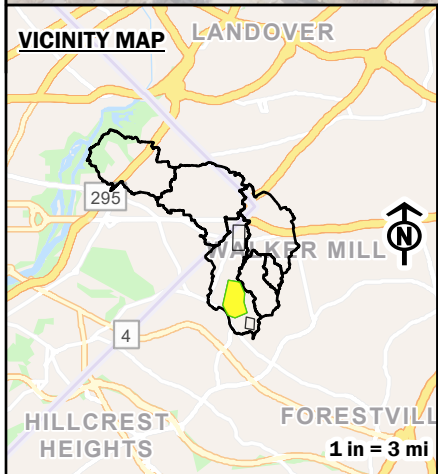 VICINITY MAP
LANDOVER
295
N
WALKER MILL
4
HILLCREST
HEIGHTS
FORESTVILL
1 in = 3 mi